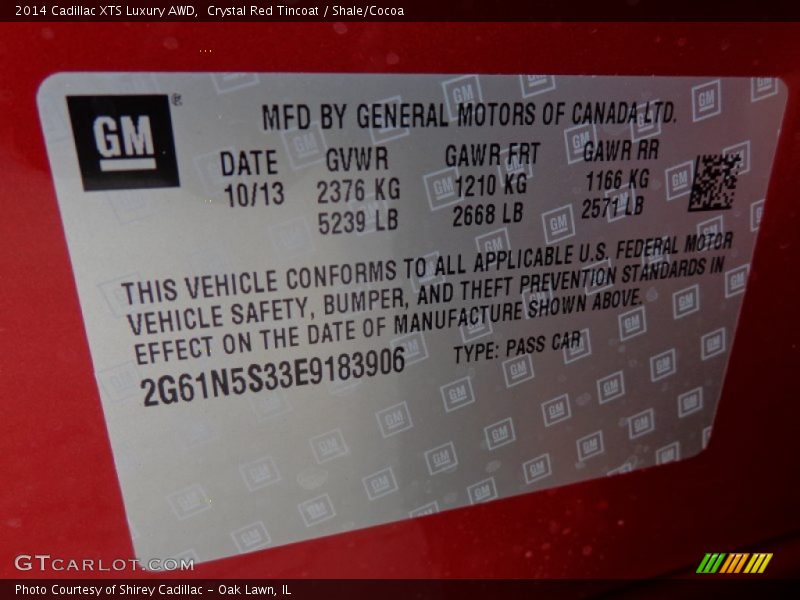 2014 Cadillac XTS Luxury AWD,  Crystal Red Tincoat / Shale/Cocoa
GM ®
MFD BY GENERAL MOTORS OF CANADA LTD.
DATE GVWR GAWR FRT GAWR RR
10/13 2376 KG 1210 KG 1166 KG
5239 LB 2668 LB 2571 LB
THIS VEHICLE CONFORMS TO ALL APPLICABLE U.S. FEDERAL MOTOR
VEHICLE SAFETY, BUMPER, AND THEFT PREVENTION STANDARDS IN
EFFECT ON THE DATE OF MANUFACTURE SHOWN ABOVE.
2G61N5S33E9183906 TYPE: PASS CAR
GTCARLOT.COM
Photo Courtesy of Shirey Cadillac - Oak Lawn, IL